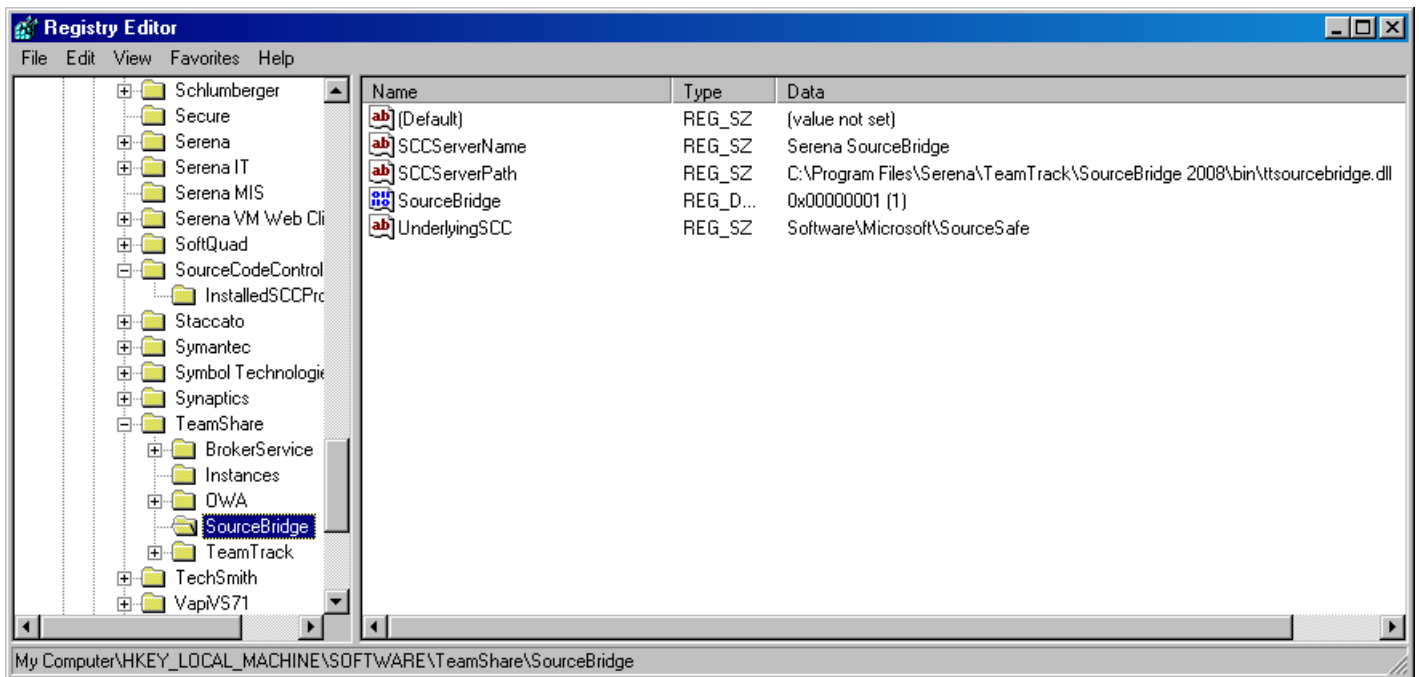 Registry Editor
File Edit View Favorites Help
Schlumberger
Secure
Serena
Serena IT
Serena MIS
Serena VM Web Cli
SoftQuad
SourceCodeControl
InstalledSCCPro
Staccato
Symantec
Symbol Technologie
Synaptics
TeamShare
BrokerService
Instances
OWA
SourceBridge
TeamTrack
TechSmith
VapiVS71
Name Type Data
(Default) REG_SZ (value not set)
SCCServerName REG_SZ Serena SourceBridge
SCCServerPath REG_SZ C:\Program Files\Serena\TeamTrack\SourceBridge 2008\bin\ttsourcebridge.dll
SourceBridge REG_D... 0x00000001 (1)
UnderlyingSCC REG_SZ Software\Microsoft\SourceSafe
My Computer\HKEY_LOCAL_MACHINE\SOFTWARE\TeamShare\SourceBridge